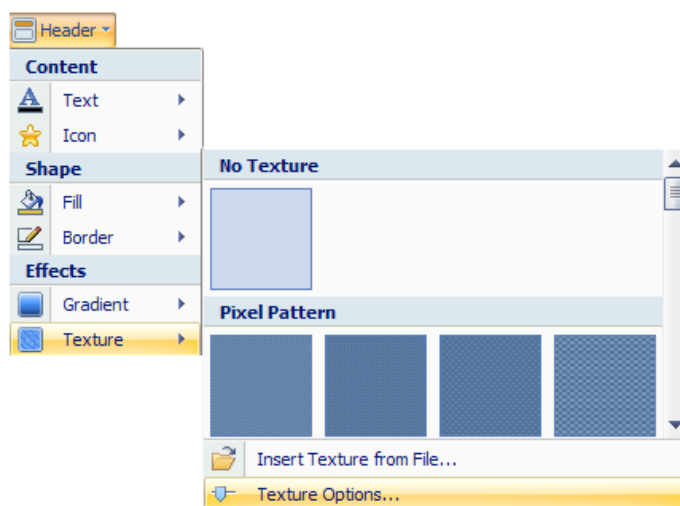 Header
Content
Text
Icon
Shape
Fill
Border
Effects
Gradient
Texture
No Texture
Pixel Pattern
Insert Texture from File...
Texture Options...